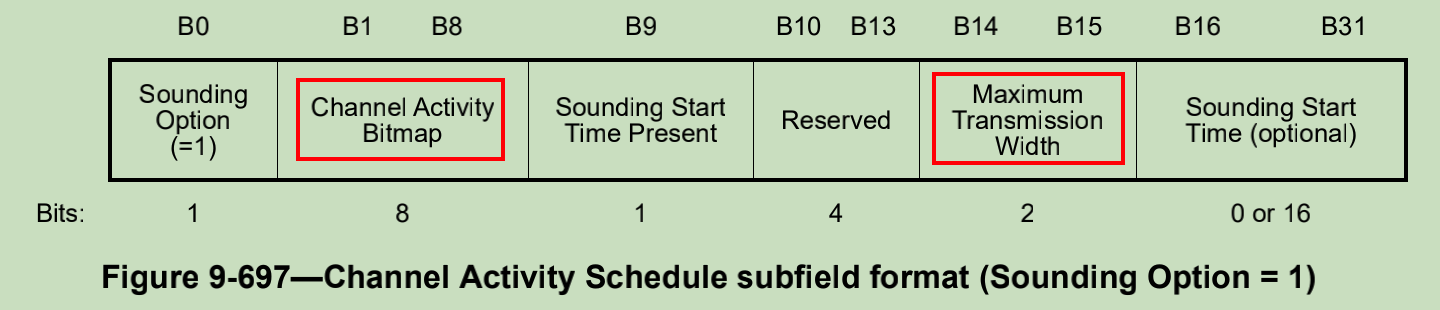 B0 B1 B8 B9 B10 B13 B14 B15 B16 B31
Sounding
Option
(=1)
Channel Activity
Bitmap
Sounding Start
Time Present
Reserved
Maximum
Transmission
Width
Sounding Start
Time (optional)
Bits: 1 8 1 4 2 0 or 16
Figure 9-697—Channel Activity Schedule subfield format (Sounding Option = 1)